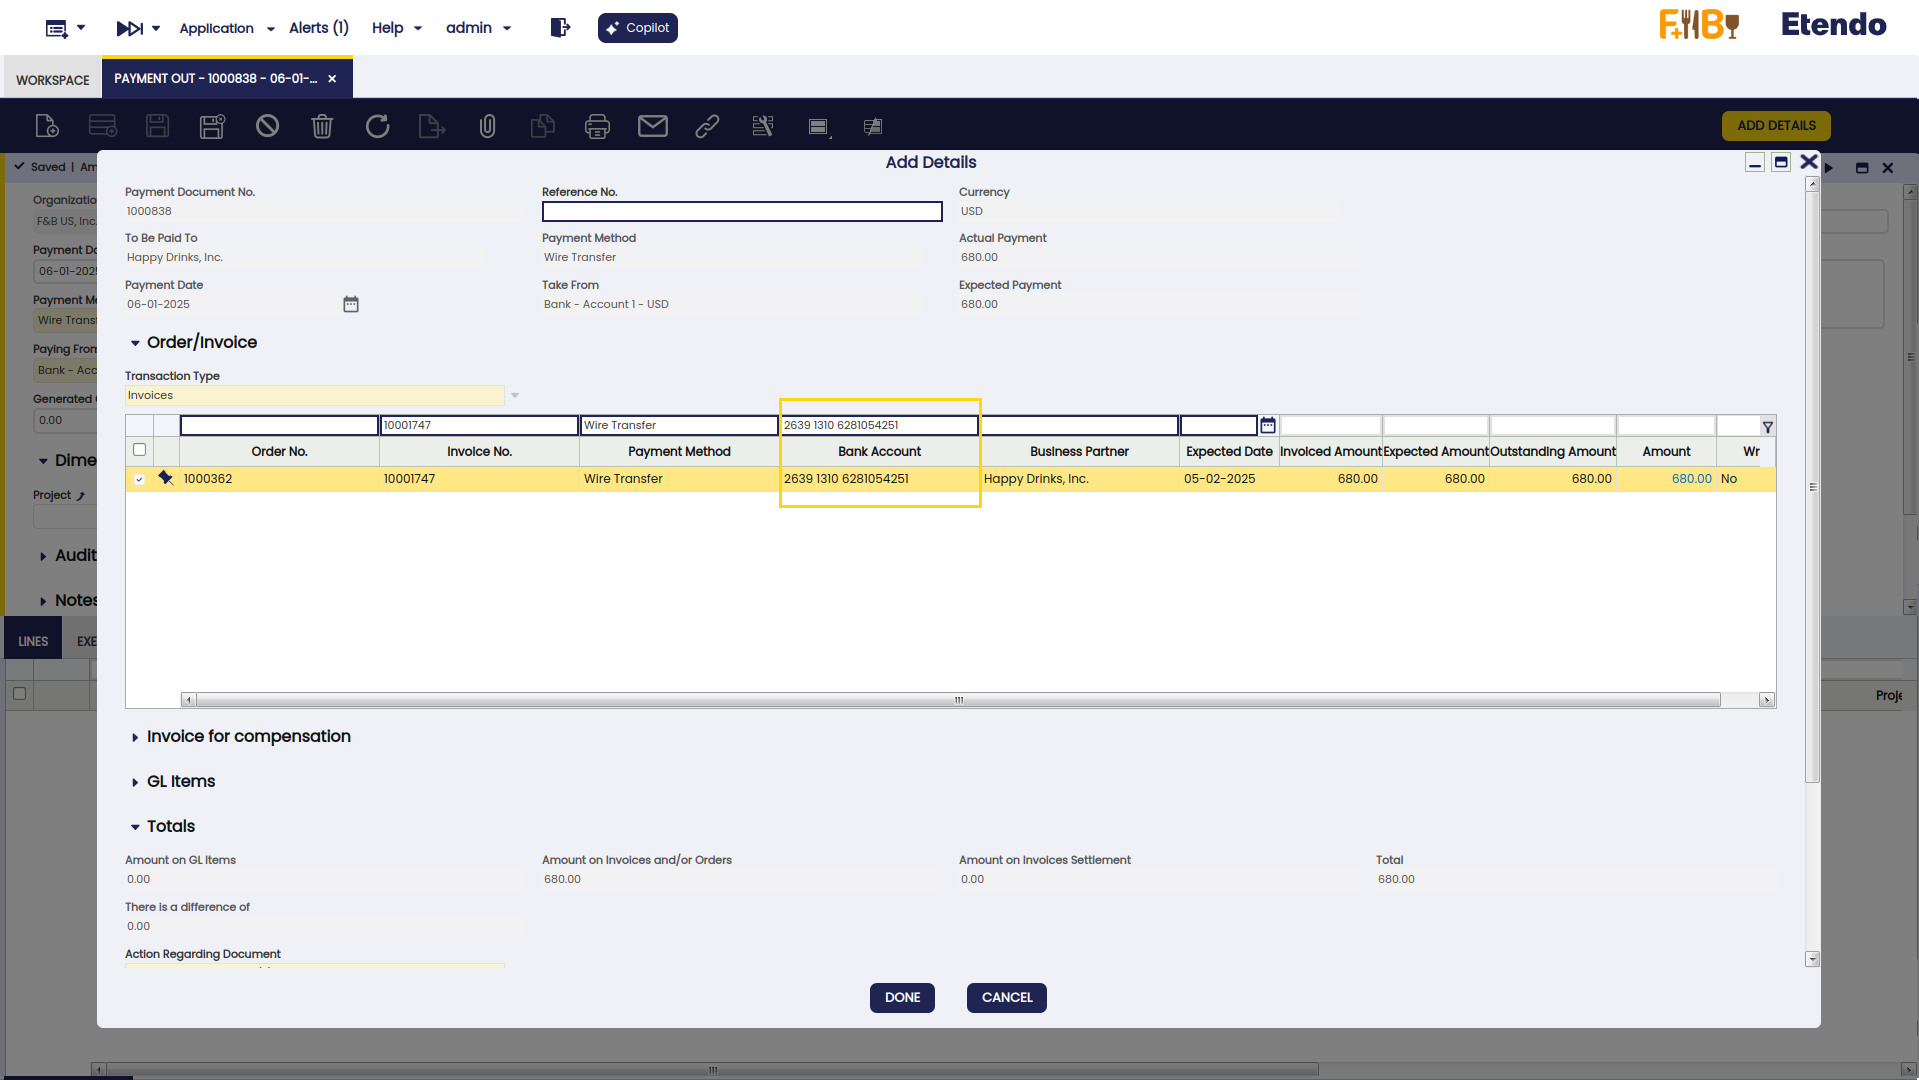 Application
Alerts (1)
Help
admin
Copilot
F+B
Etendo
WORKSPACE
PAYMENT OUT - 1000838 - 06-01-...
ADD DETAILS
Saved | Am
Add Details
Organizatio
F&B US, Inc.
Payment Da
06-01-2025
Payment Me
Wire Transf
Paying From
Bank - Acc
Generated C
0.00
Dime
Project
Audit
Notes
LINES
EXE
Proje
Payment Document No.
1000838
Reference No.
Currency
USD
To Be Paid To
Happy Drinks, Inc.
Payment Method
Wire Transfer
Actual Payment
680.00
Payment Date
06-01-2025
Take From
Bank - Account 1 - USD
Expected Payment
680.00
Order/Invoice
Transaction Type
Invoices
10001747
Wire Transfer
2639 1310 6281054251
Order No.
Invoice No.
Payment Method
Bank Account
Business Partner
Expected Date
Invoiced Amount
Expected Amount
Outstanding Amount
Amount
Wr
1000362
10001747
Wire Transfer
2639 1310 6281054251
Happy Drinks, Inc.
05-02-2025
680.00
680.00
680.00
680.00
No
Invoice for compensation
GL Items
Totals
Amount on GL Items
0.00
Amount on Invoices and/or Orders
680.00
Amount on Invoices Settlement
0.00
Total
680.00
There is a difference of
0.00
Action Regarding Document
DONE
CANCEL